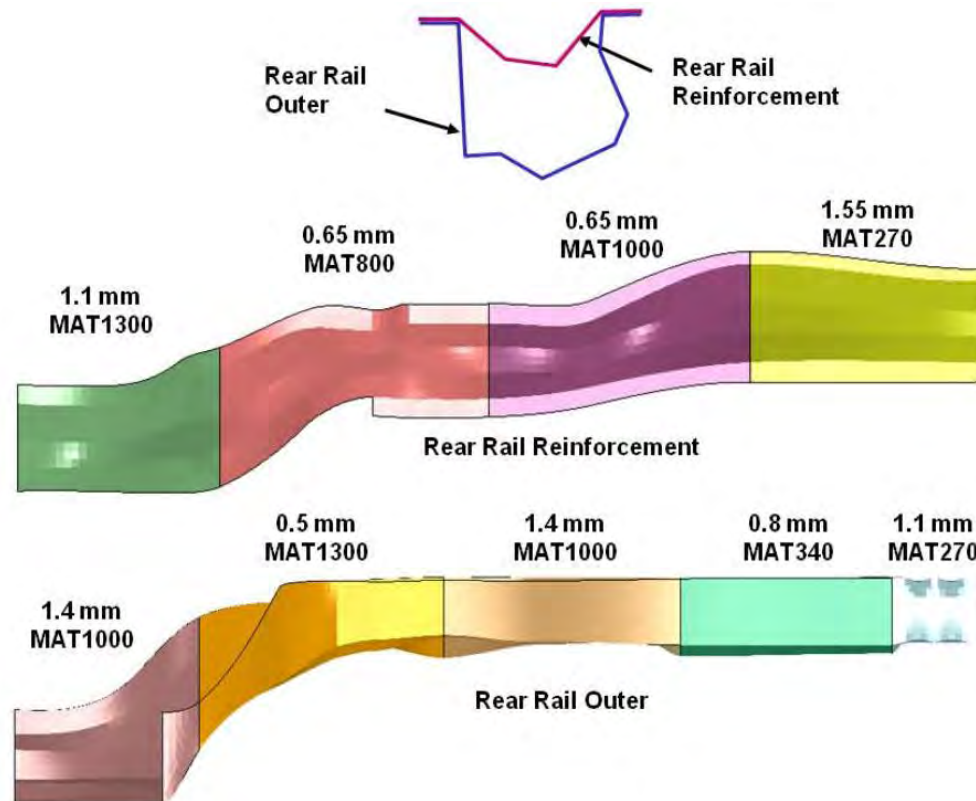 Rear Rail
Outer
Rear Rail
Reinforcement
1.1 mm
MAT1300
0.65 mm
MAT800
0.65 mm
MAT1000
1.55 mm
MAT270
Rear Rail Reinforcement
1.4 mm
MAT1000
0.5 mm
MAT1300
1.4 mm
MAT1000
0.8 mm
MAT340
1.1 mm
MAT270
Rear Rail Outer